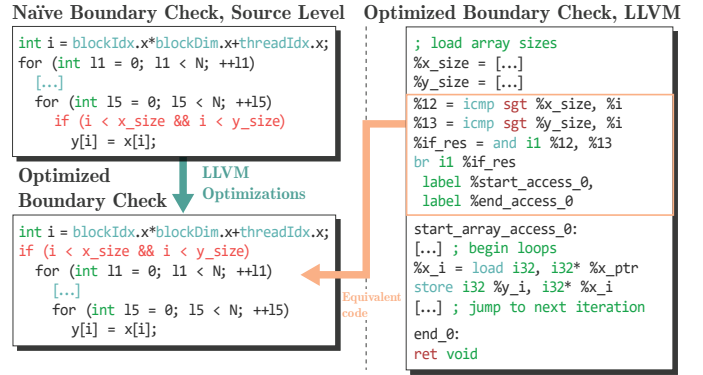 Naïve Boundary Check, Source Level
int i = blockIdx.x*blockDim.x+threadIdx.x;
for (int l1 = 0; l1 < N; ++l1)
[…]
for (int l5 = 0; l5 < N; ++l5)
if (i < x_size && i < y_size)
y[i] = x[i];
Optimized
Boundary Check
LLVM
Optimizations
int i = blockIdx.x*blockDim.x+threadIdx.x;
if (i < x_size && i < y_size)
for (int l1 = 0; l1 < N; ++l1)
[…]
for (int l5 = 0; l5 < N; ++l5)
y[i] = x[i];
Equivalent
code
Optimized Boundary Check, LLVM
; load array sizes
%x_size = […]
%y_size = […]
%12 = icmp sgt %x_size, %i
%13 = icmp sgt %y_size, %i
%if_res = and i1 %12, %13
br i1 %if_res
label %start_access_0,
label %end_access_0
start_array_access_0:
[…] ; begin loops
%x_i = load i32, i32* %x_ptr
store i32 %y_i, i32* %x_i
[…] ; jump to next iteration
end_0:
ret void